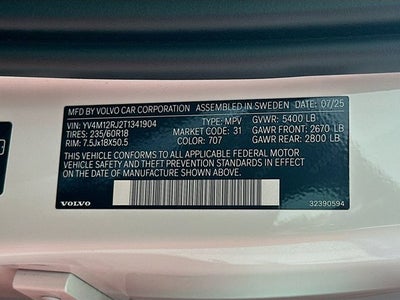 MFD BY VOLVO CAR CORPORATION ASSEMBLED IN SWEDEN 07/25
VIN: YV4M12RJ2T1341904 TYPE: MPV GVWR: 5400 LB
TIRES: 235/60R18 MARKET CODE: 31 GAWR FRONT: 2670 LB
RIM: 7.5Jx18X50.5 COLOR: 707 GAWR REAR: 2800 LB
THIS VEHICLE CONFORMS TO ALL APPLICABLE FEDERAL MOTOR
VEHICLE SAFETY AND THEFT PREVENTION STANDARDS IN EFFECT
ON THE DATE OF MANUFACTURE SHOWN ABOVE.
VOLVO 32390594